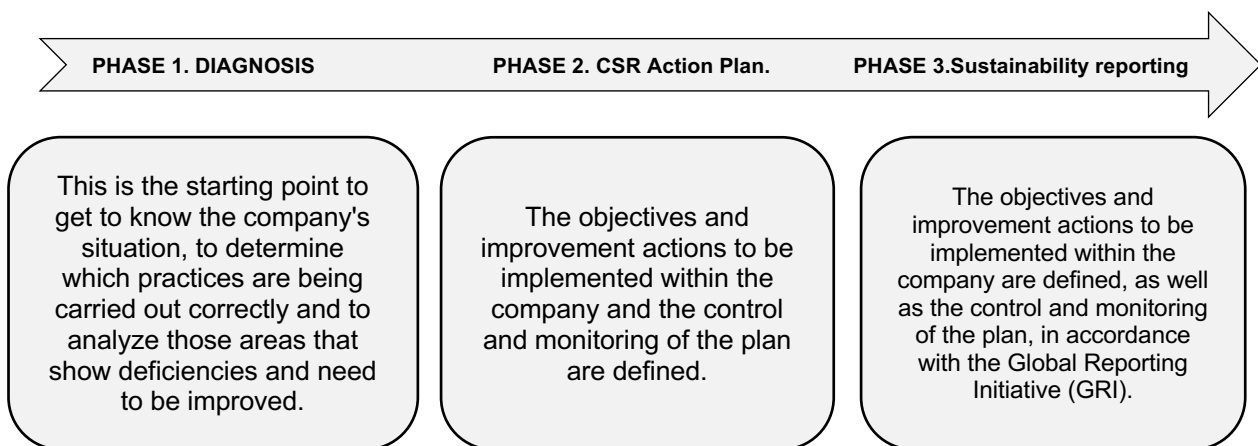 PHASE 1. DIAGNOSIS
PHASE 2. CSR Action Plan.
PHASE 3.Sustainability reporting
This is the starting point to
get to know the company's
situation, to determine
which practices are being
carried out correctly and to
analyze those areas that
show deficiencies and need
to be improved.
The objectives and
improvement actions to be
implemented within the
company and the control
and monitoring of the plan
are defined.
The objectives and
improvement actions to be
implemented within the
company are defined, as well
as the control and monitoring
of the plan, in accordance
with the Global Reporting
Initiative (GRI).